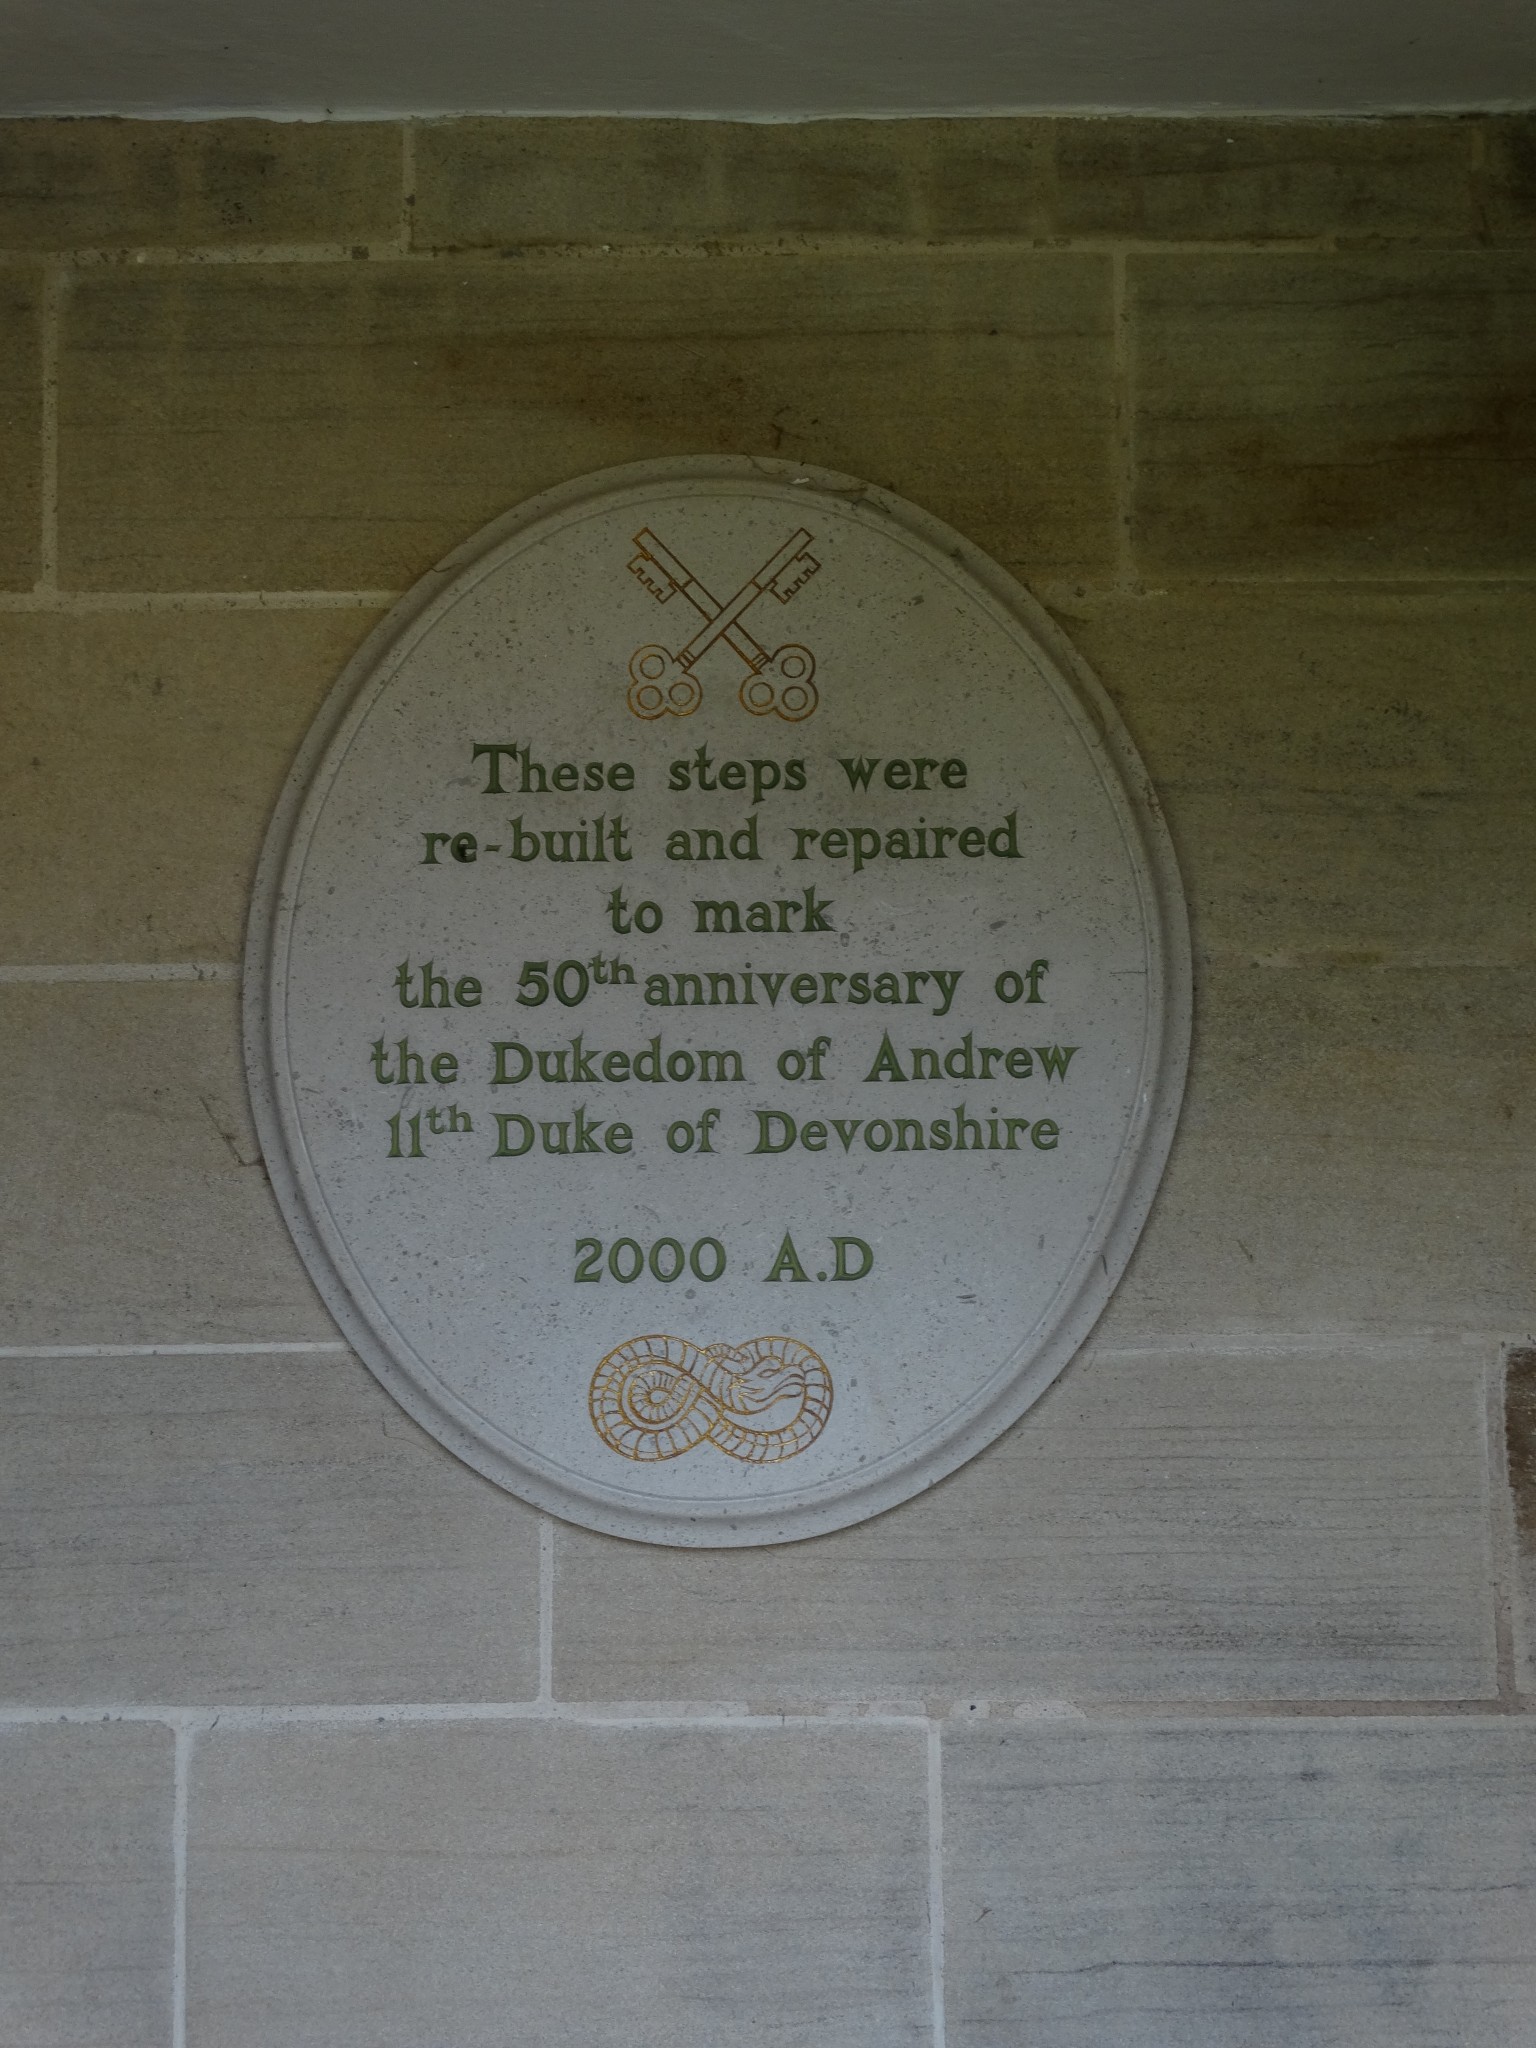 These steps were
re-built and repaired
to mark
the 50th anniversary of
the Dukedom of Andrew
11th Duke of Devonshire
2000 A.D